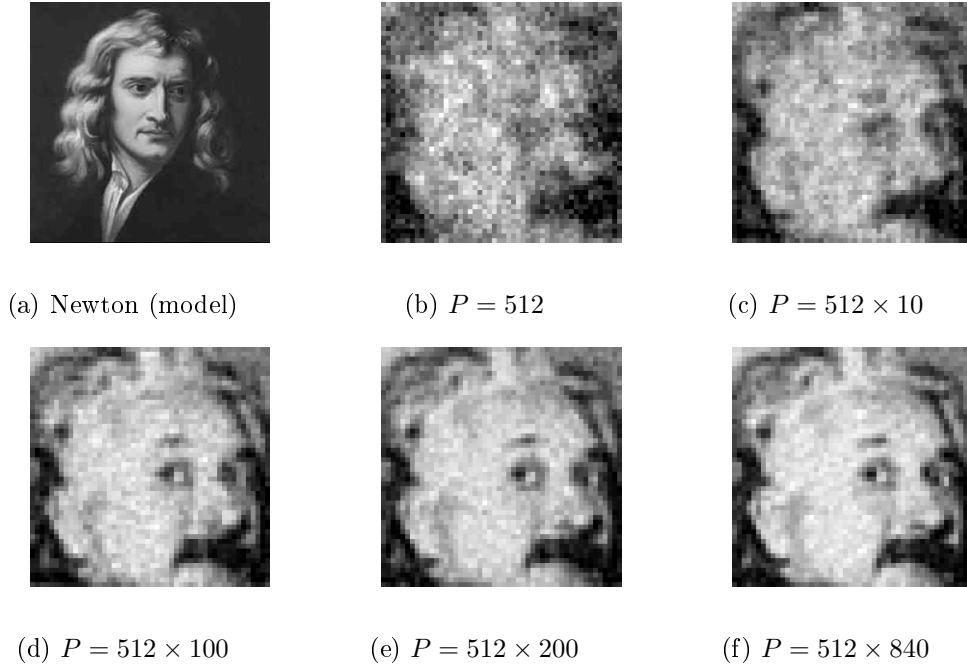 (a) Newton (model)
(b) P = 512
(c) P = 512 × 10
(d) P = 512 × 100
(e) P = 512 × 200
(f) P = 512 × 840